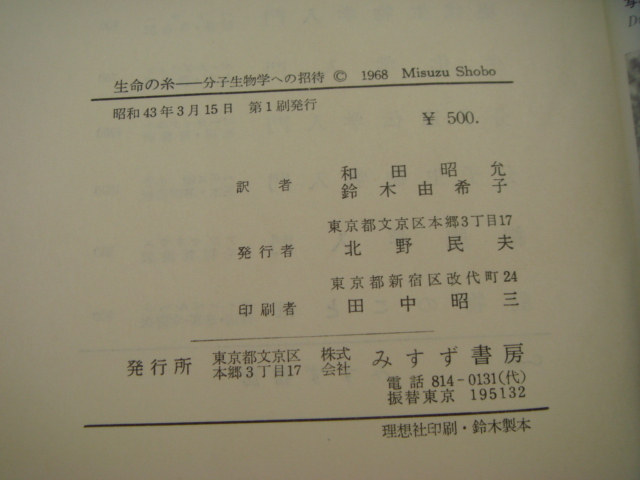 生命の糸――分子生物学への招待 © 1968 Misuzu Shobo
昭和43年3月15日 第1刷発行
¥ 500.
訳者 和田昭允
鈴木由希子
東京都文京区本郷3丁目17
発行者 北野民夫
東京都新宿区改代町24
印刷者 田中昭三
発行所 東京都文京区本郷3丁目17 株式会社 みすず書房
電話 814-0131(代)
振替東京 195132
理想社印刷・鈴木製本